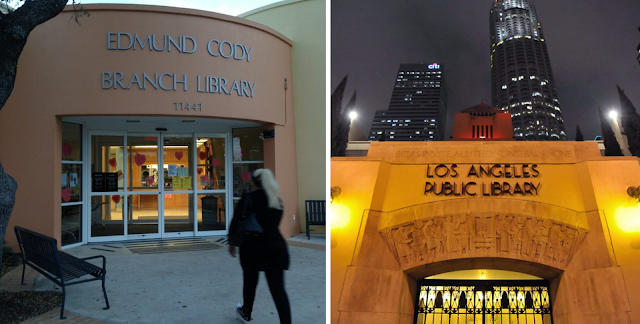 EDMUND CODY
BRANCH LIBRARY
11441
citi
LOS ANGELES
PUBLIC LIBRARY